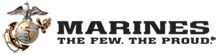 MARINES
THE FEW. THE PROUD.®